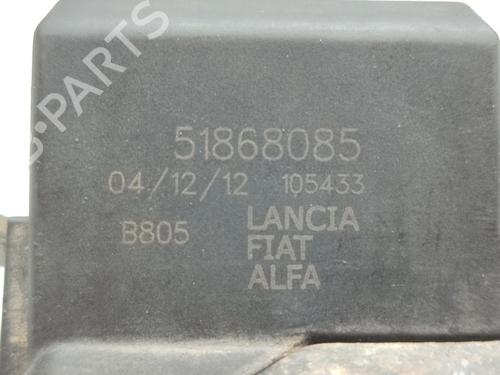 51868085
04/12/12 105433
B805 LANCIA
FIAT
ALFA
B-PARTS